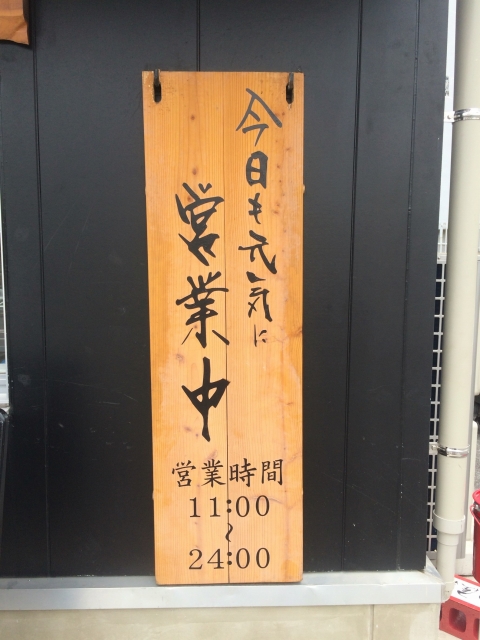 今日も元気に
営業中
営業時間
11:00
〜
24:00